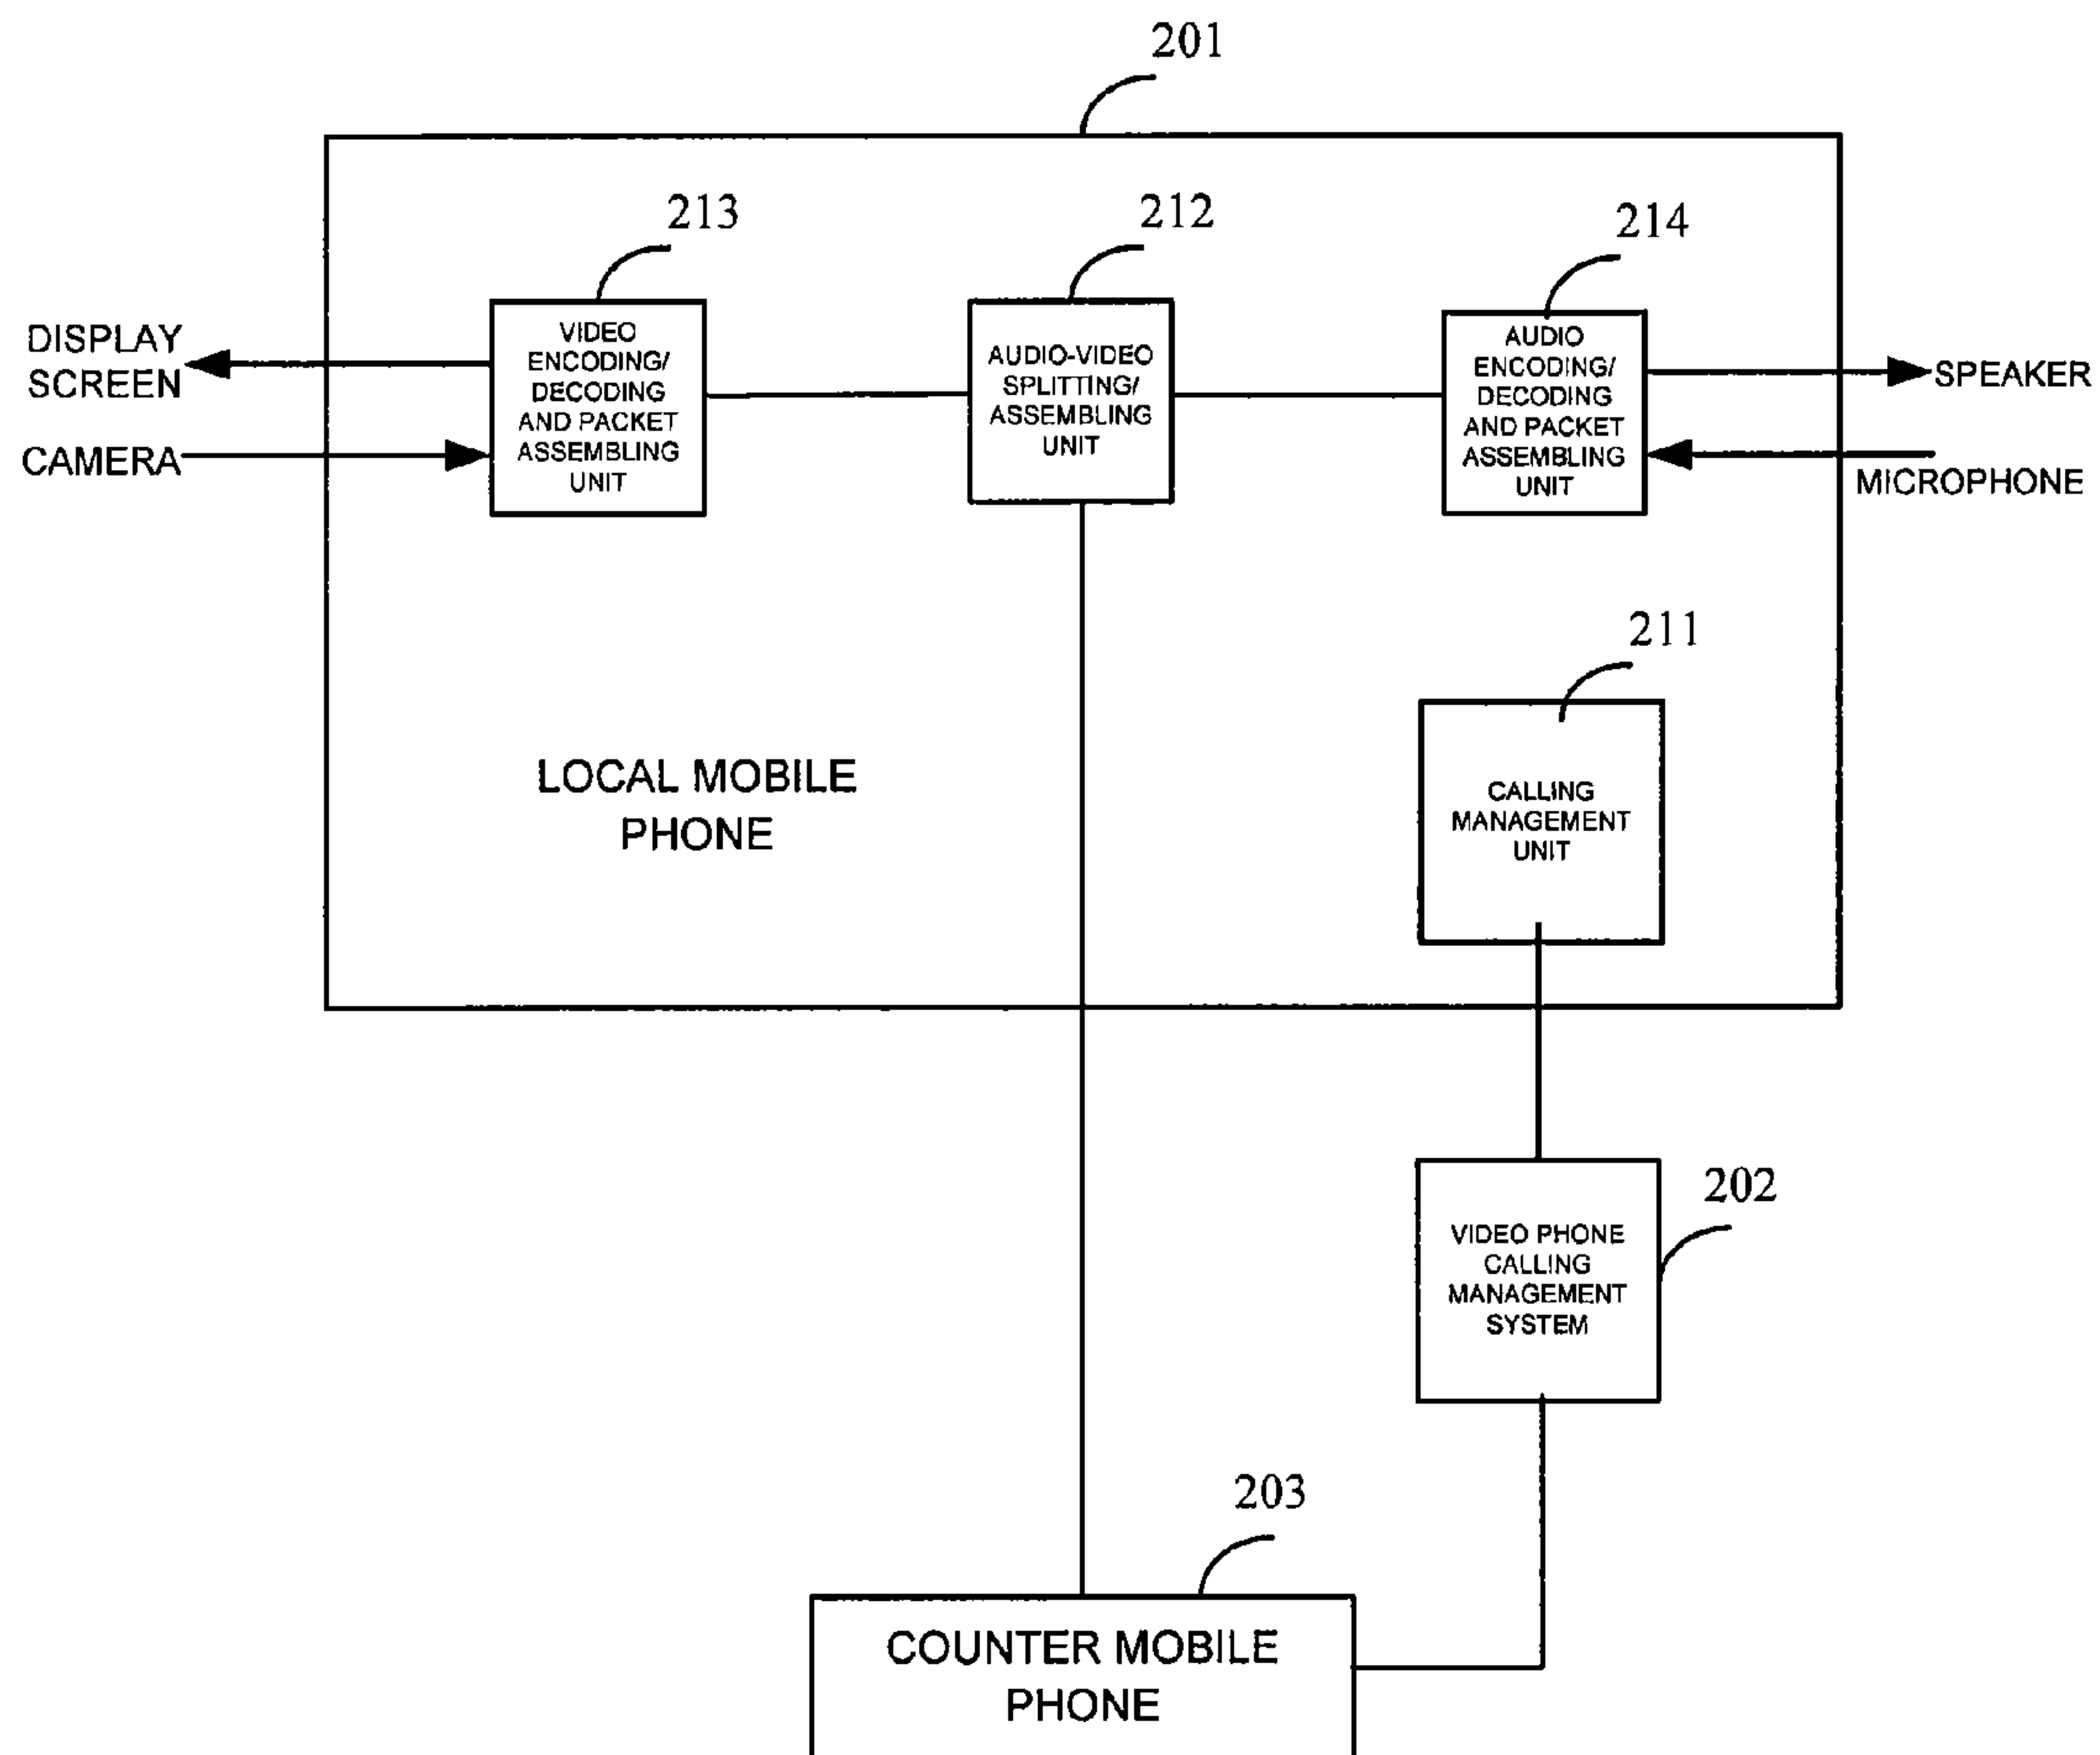 201
213
212
214
DISPLAY
SCREEN
CAMERA
VIDEO
ENCODING/
DECODING
AND PACKET
ASSEMBLING
UNIT
AUDIO-VIDEO
SPLITTING/
ASSEMBLING
UNIT
AUDIO
ENCODING/
DECODING
AND PACKET
ASSEMBLING
UNIT
SPEAKER
MICROPHONE
211
LOCAL MOBILE
PHONE
CALLING
MANAGEMENT
UNIT
202
VIDEO PHONE
CALLING
MANAGEMENT
SYSTEM
203
COUNTER MOBILE
PHONE